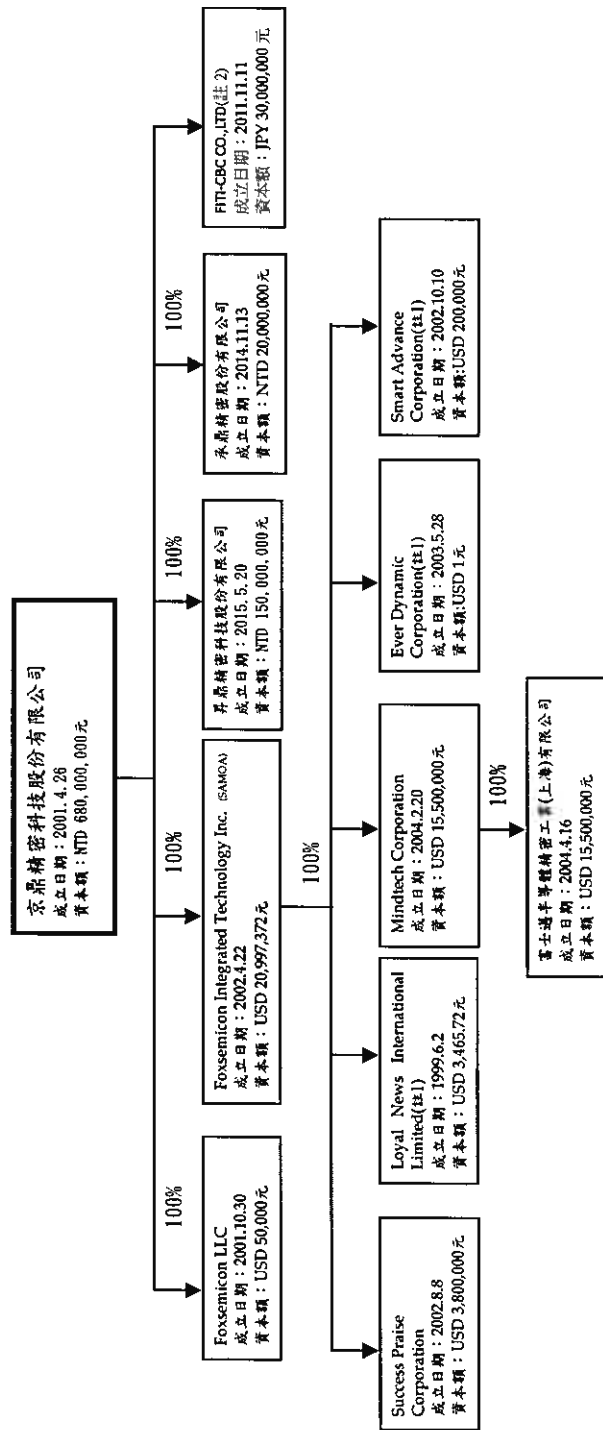 京鼎精密科技股份有限公司
成立日期：2001.4.26
資本額：NTD 680,000,000元
100%
100%
100%
100%
Foxsemicon LLC
成立日期：2001.10.30
資本額：USD 50,000元
Foxsemicon Integrated Technology Inc. (SAMOA)
成立日期：2002.4.22
資本額：USD 20,997,372元
昇鼎精密科技股份有限公司
成立日期：2015.5.20
資本額：NTD 150,000,000元
承鼎精密股份有限公司
成立日期：2014.11.13
資本額：NTD 20,000,000元
FITI-CBC CO.,LTD(註 2)
成立日期：2011.11.11
資本額：JPY 30,000,000 元
100%
Success Praise
Corporation
成立日期：2002.8.8
資本額：USD 3,800,000元
Loyal News International
Limited(註1)
成立日期：1999.6.2
資本額：USD 3,465.72元
Mindtech Corporation
成立日期：2004.2.20
資本額：USD 15,500,000元
Ever Dynamic
Corporation(註1)
成立日期：2003.5.28
資本額:USD 1元
Smart Advance
Corporation(註1)
成立日期：2002.10.10
資本額:USD 200,000元
100%
富士邁半導體精密工業(上海)有限公司
成立日期：2004.4.16
資本額：USD 15,500,000元